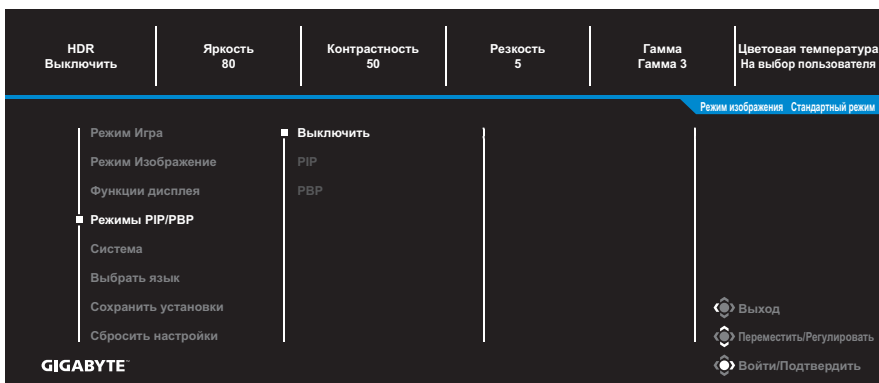 HDR
Выключить
Яркость
80
Контрастность
50
Резкость
5
Гамма
Гамма 3
Цветовая температура
На выбор пользователя
Режим изображения Стандартный режим
Режим Игра
Режим Изображение
Функции дисплея
Режимы PIP/PBP
Система
Выбрать язык
Сохранить установки
Сбросить настройки
Выключить
PIP
PBP
Выход
Переместить/Регулировать
Войти/Подтвердить
GIGABYTE™